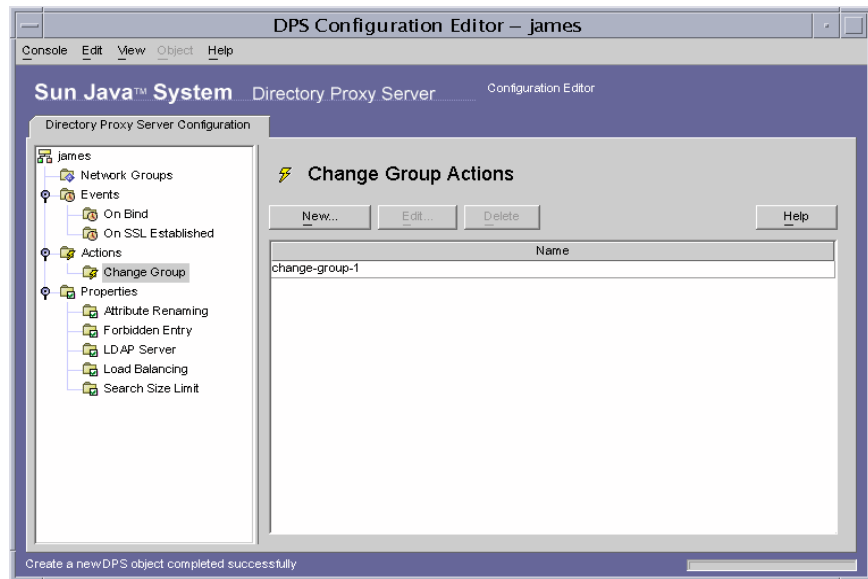 DPS Configuration Editor – james
Console Edit View Object Help
Sun Java™ System Directory Proxy Server Configuration Editor
Directory Proxy Server Configuration
james
Network Groups
Events
On Bind
On SSL Established
Actions
Change Group
Properties
Attribute Renaming
Forbidden Entry
LDAP Server
Load Balancing
Search Size Limit
Change Group Actions
New... Edit... Delete Help
Name
change-group-1
Create a new DPS object completed successfully